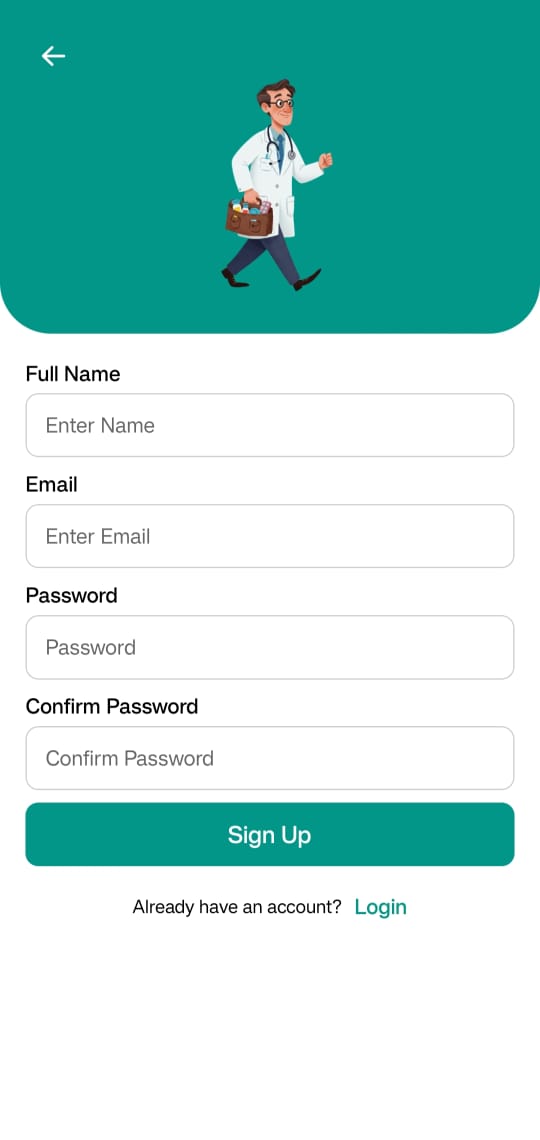 Full Name
Enter Name
Email
Enter Email
Password
Password
Confirm Password
Confirm Password
Sign Up
Already have an account? Login